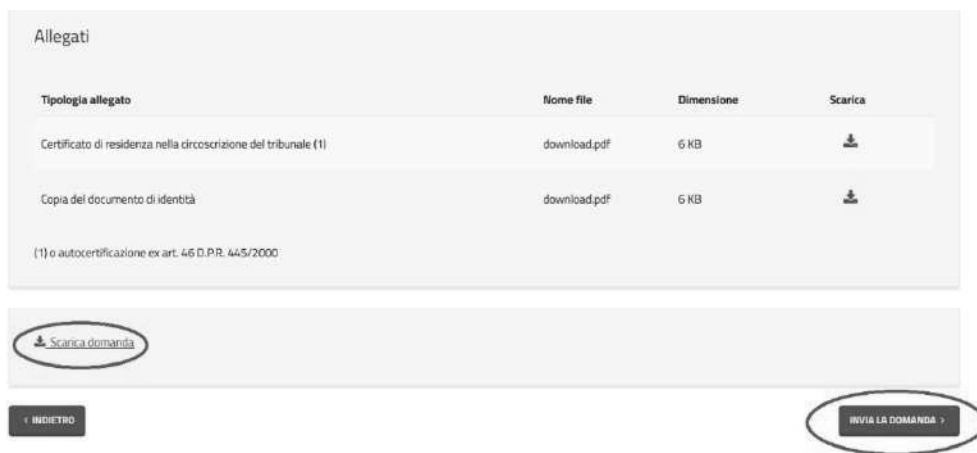 Allegati
Tipologia allegato Nome file Dimensione Scarica
Certificato di residenza nella circoscrizione del tribunale (1) download.pdf 6 KB
Copia del documento di identità download.pdf 6 KB
(1) o autocertificazione ex art. 46 D.P.R. 445/2000
Scarica domanda
< INDIETRO INVIA LA DOMANDA >